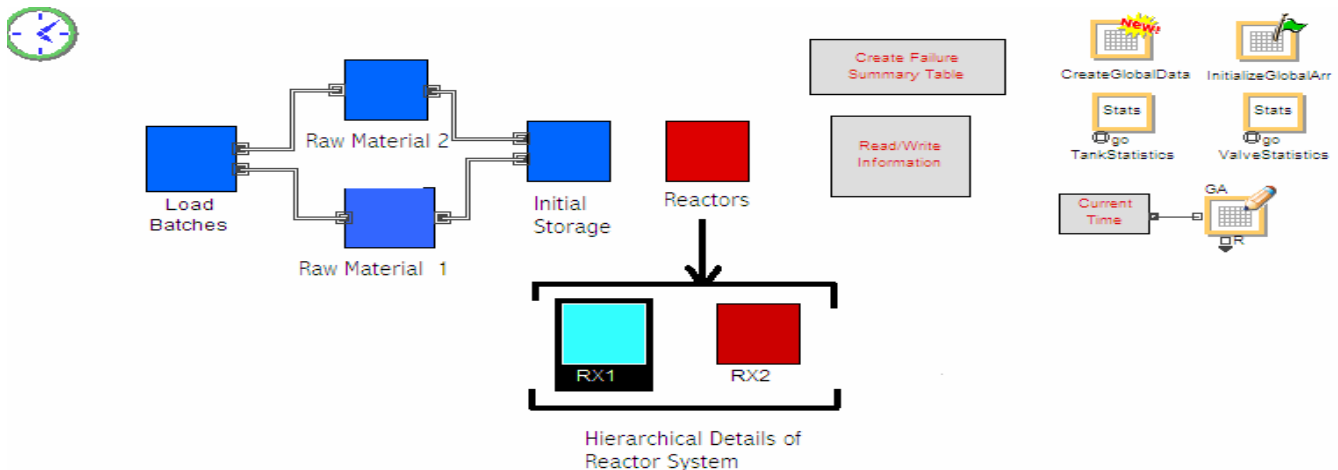 Create Failure
Summary Table
New!
CreateGlobalData
InitializeGlobalArr
Raw Material 2
Load
Batches
Raw Material 1
Initial
Storage
Reactors
Read/Write
Information
Stats
go
TankStatistics
Stats
go
ValveStatistics
Current
Time
GA
R
RX1
RX2
Hierarchical Details of
Reactor System